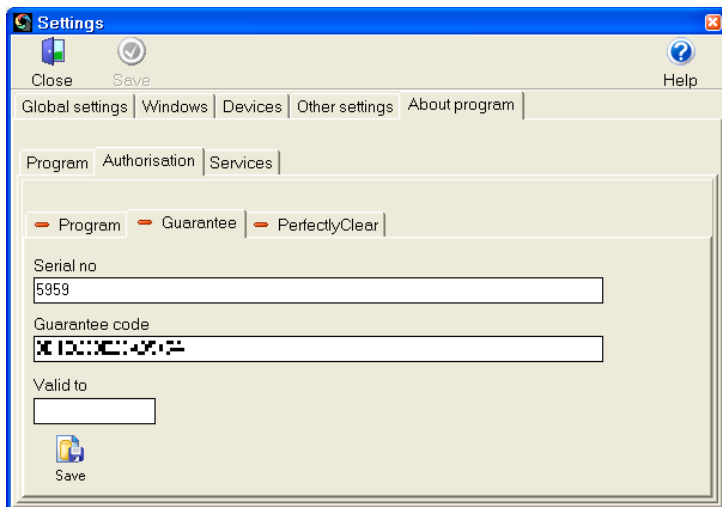 Settings
Close Save Help
Global settings Windows Devices Other settings About program
Program Authorisation Services
Program Guarantee PerfectlyClear
Serial no
5959
Guarantee code
Valid to
Save